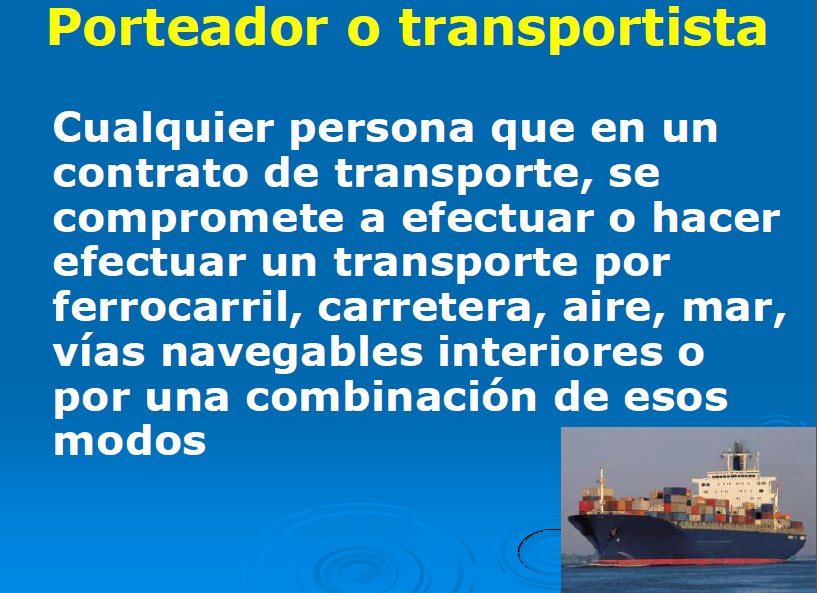 Porteador o transportista
Cualquier persona que en un
contrato de transporte, se
compromete a efectuar o hacer
efectuar un transporte por
ferrocarril, carretera, aire, mar,
vías navegables interiores o
por una combinación de esos
modos